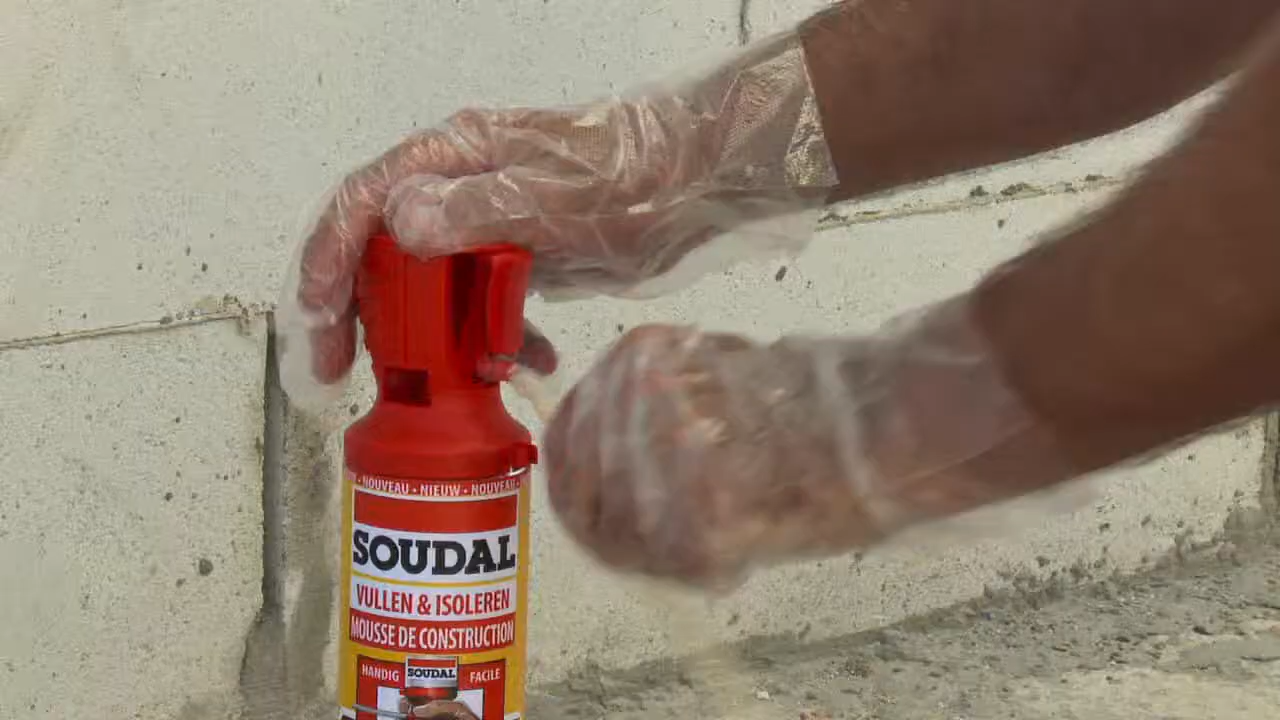 · NOUVEAU · NIEUW · NOUVEAU ·
SOUDAL
VULLEN & ISOLEREN
MOUSSE DE CONSTRUCTION
HANDIG SOUDAL FACILE